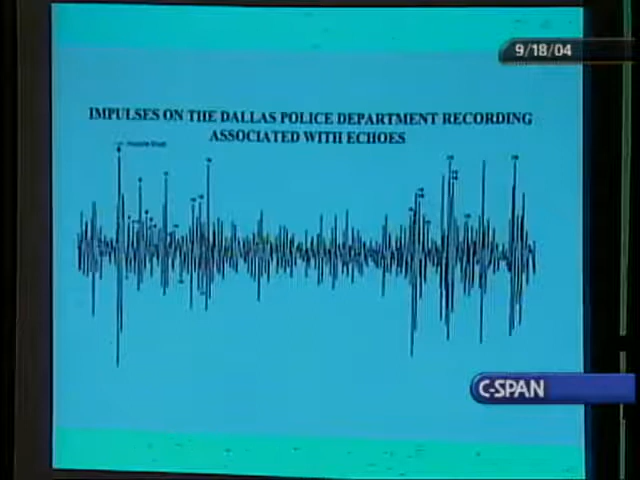 9/18/04
IMPULSES ON THE DALLAS POLICE DEPARTMENT RECORDING
ASSOCIATED WITH ECHOES
C-SPAN